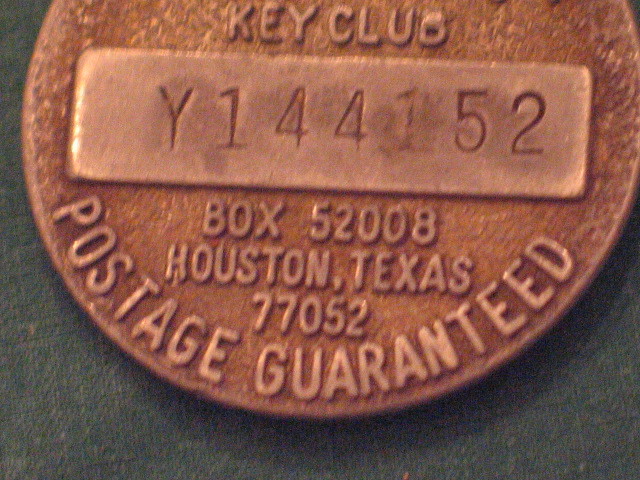 KEY CLUB
Y144152
BOX 52008
HOUSTON, TEXAS
77052
POSTAGE GUARANTEED